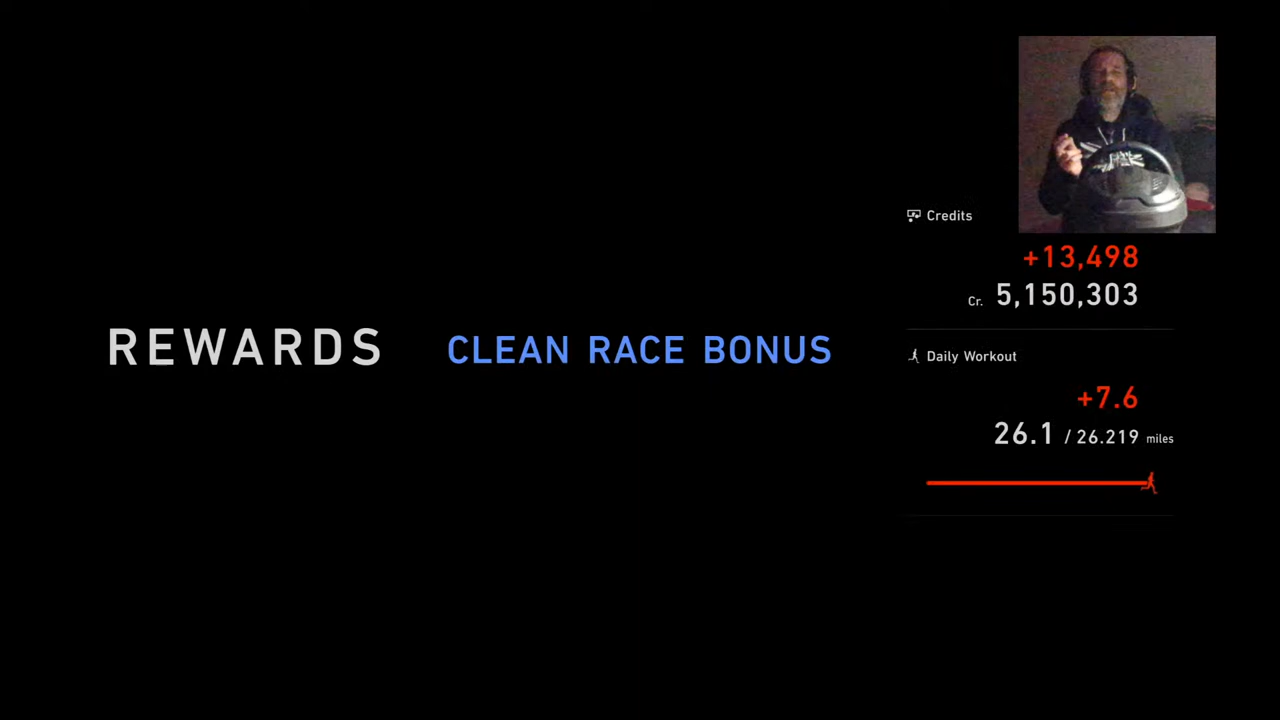 REWARDS
CLEAN RACE BONUS
Credits
+13,498
Cr. 5,150,303
Daily Workout
+7.6
26.1 / 26.219 miles